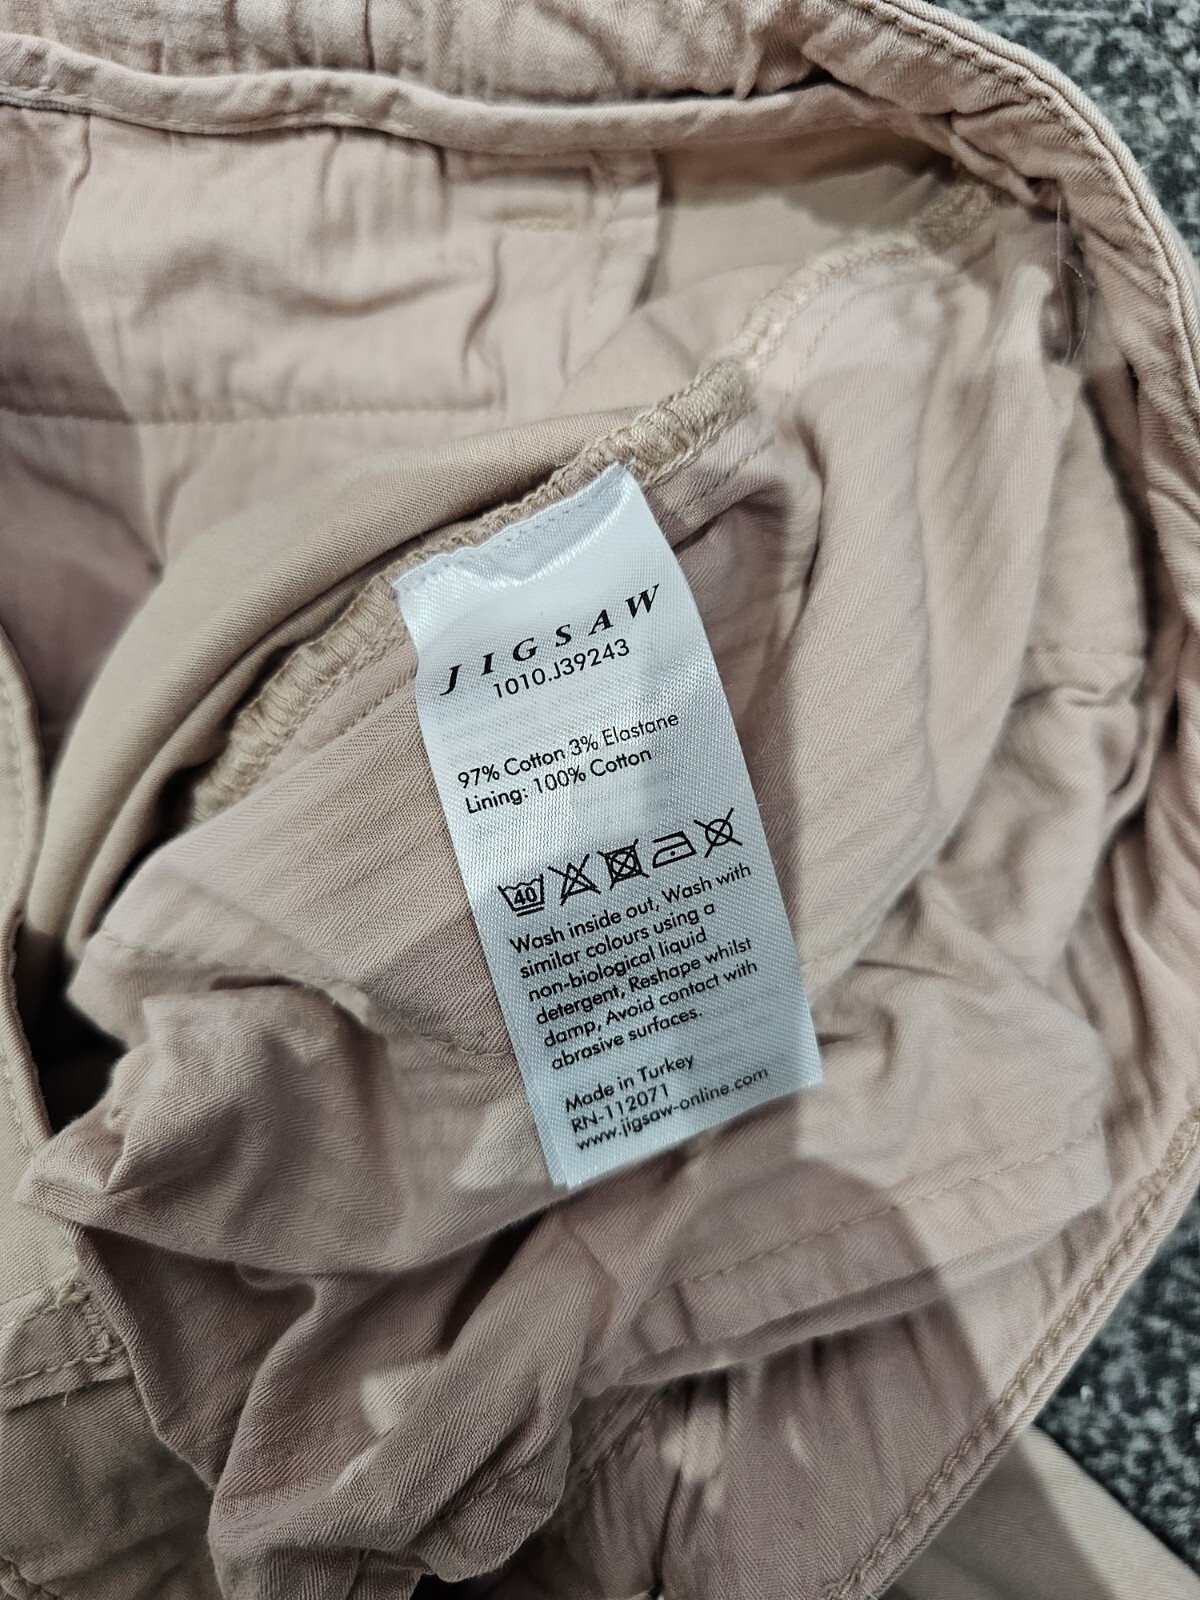 JIGSAW
1010.J39243
97% Cotton 3% Elastane
Lining: 100% Cotton
40
Wash inside out, Wash with
similar colours using a
non-biological liquid
detergent, Reshape whilst
damp, Avoid contact with
abrasive surfaces.
Made in Turkey
RN-112071
www.jigsaw-online.com